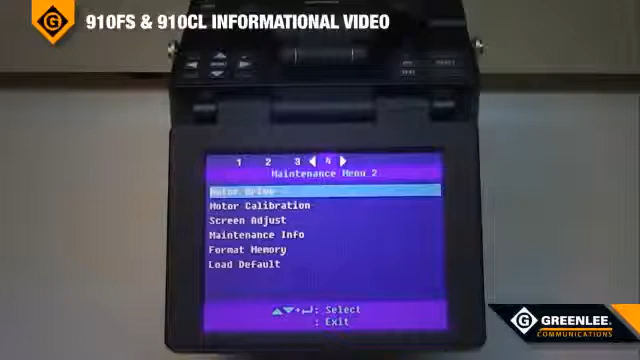 910FS & 910CL INFORMATIONAL VIDEO
1 2 3 4
Maintenance Menu 2
Motor Drive
Motor Calibration
Screen Adjust
Maintenance Info
Format Memory
Load Default
: Select
: Exit
G GREENLEE.
COMMUNICATIONS